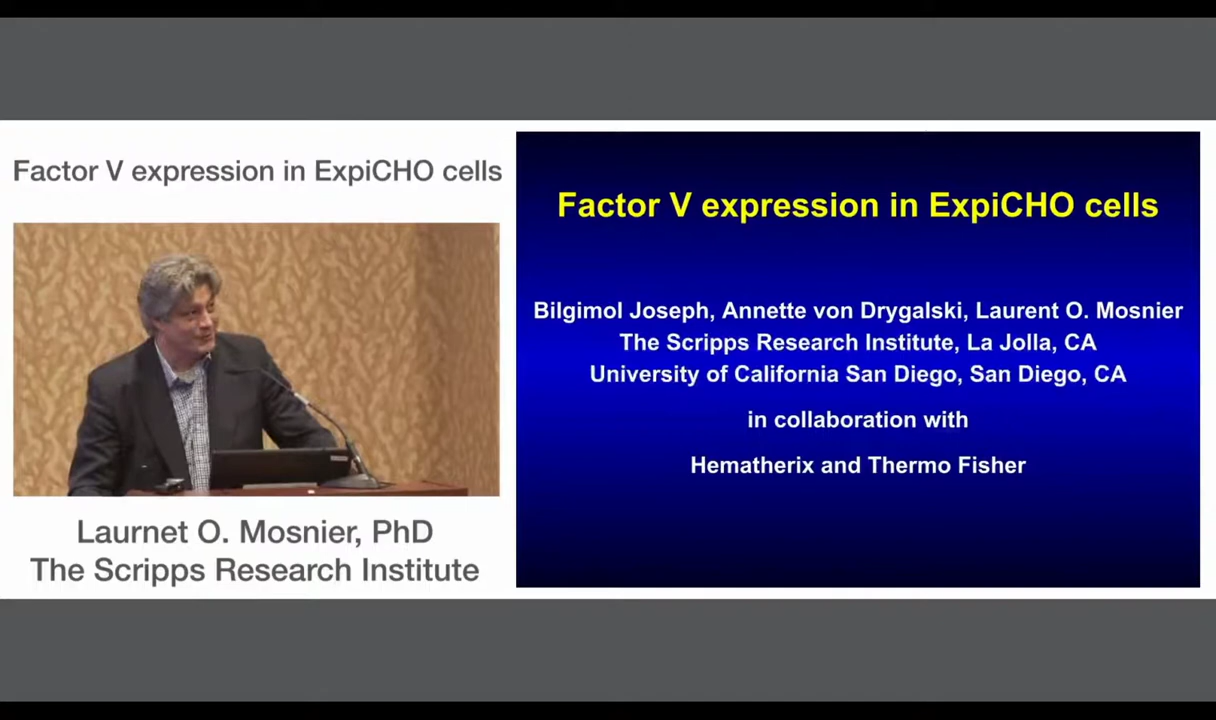 Factor V expression in ExpiCHO cells
Laurnet O. Mosnier, PhD
The Scripps Research Institute
Factor V expression in ExpiCHO cells
Bilgimol Joseph, Annette von Drygalski, Laurent O. Mosnier
The Scripps Research Institute, La Jolla, CA
University of California San Diego, San Diego, CA
in collaboration with
Hematherix and Thermo Fisher